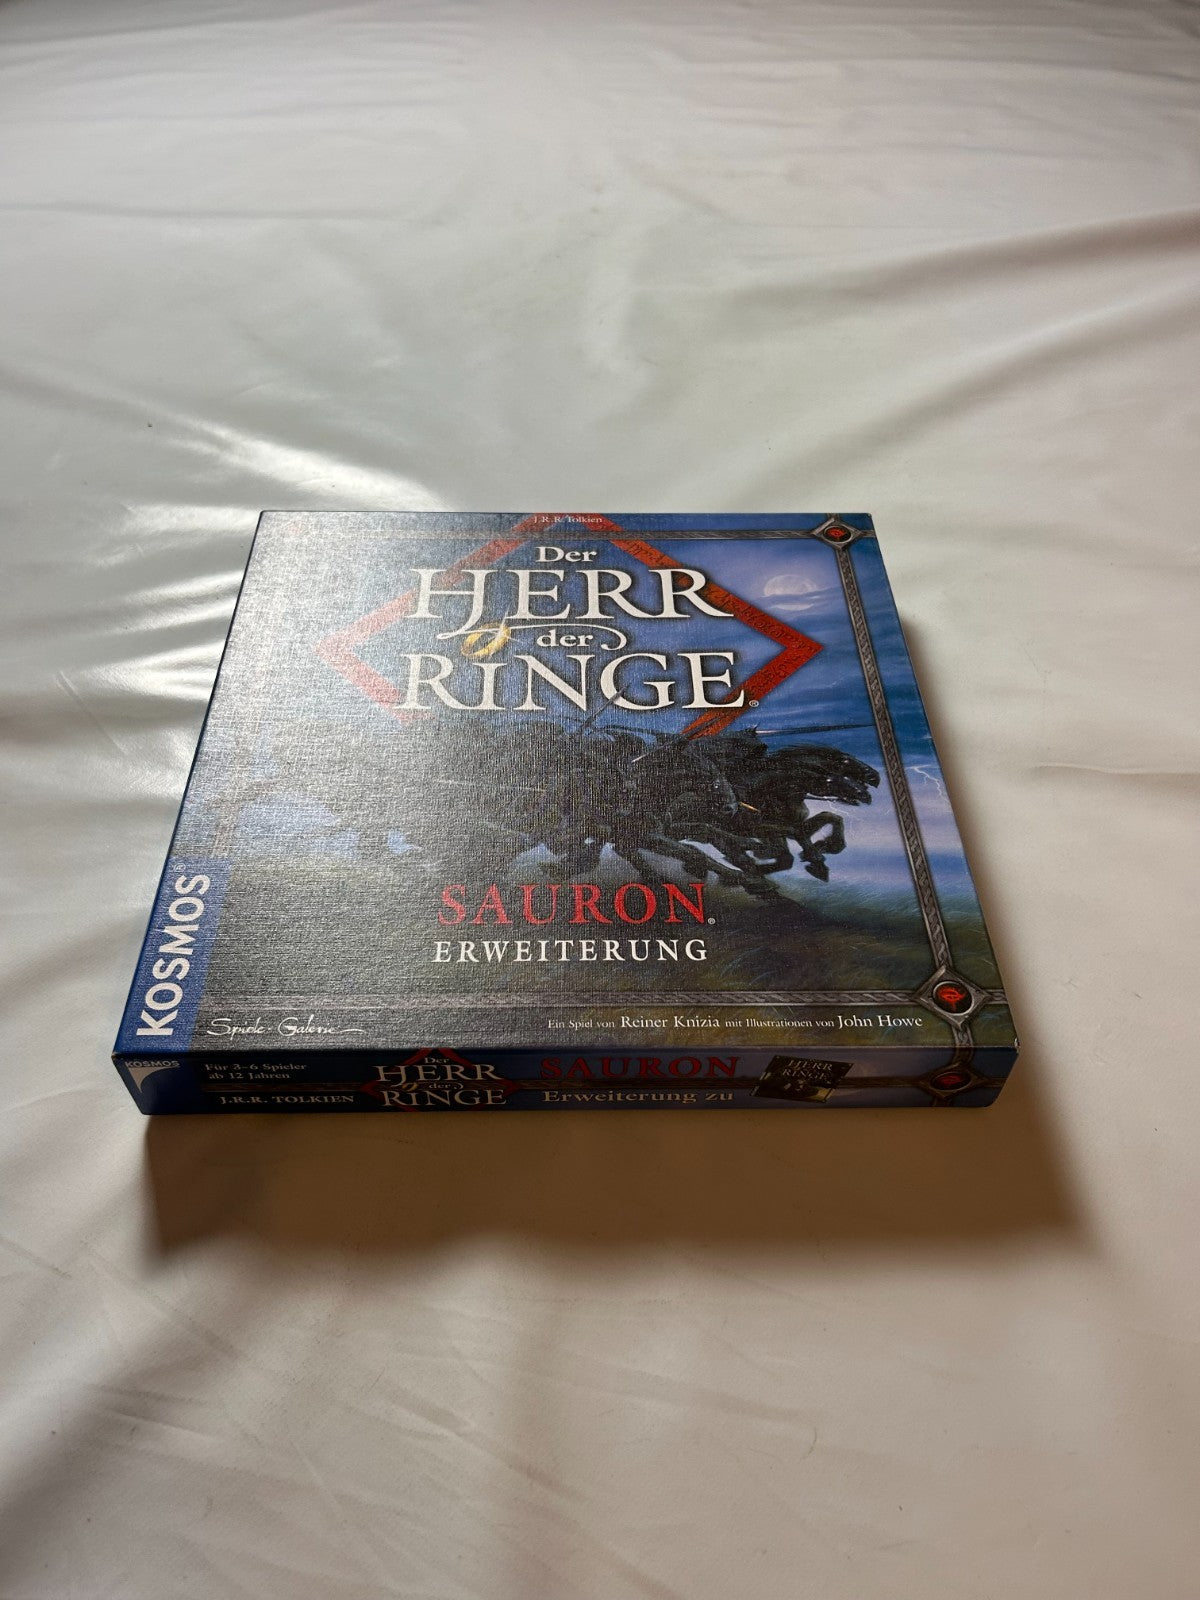 J.R.R. Tolkien
Der
HERR
der
RINGE®
SAURON®
ERWEITERUNG
KOSMOS®
Spiele-Galerie
Ein Spiel von Reiner Knizia mit Illustrationen von John Howe
KOSMOS
Für 3-6 Spieler
ab 12 Jahren
J.R.R. TOLKIEN
Der
HERR
der
RINGE
SAURON
Erweiterung zu
HERR
RINGE